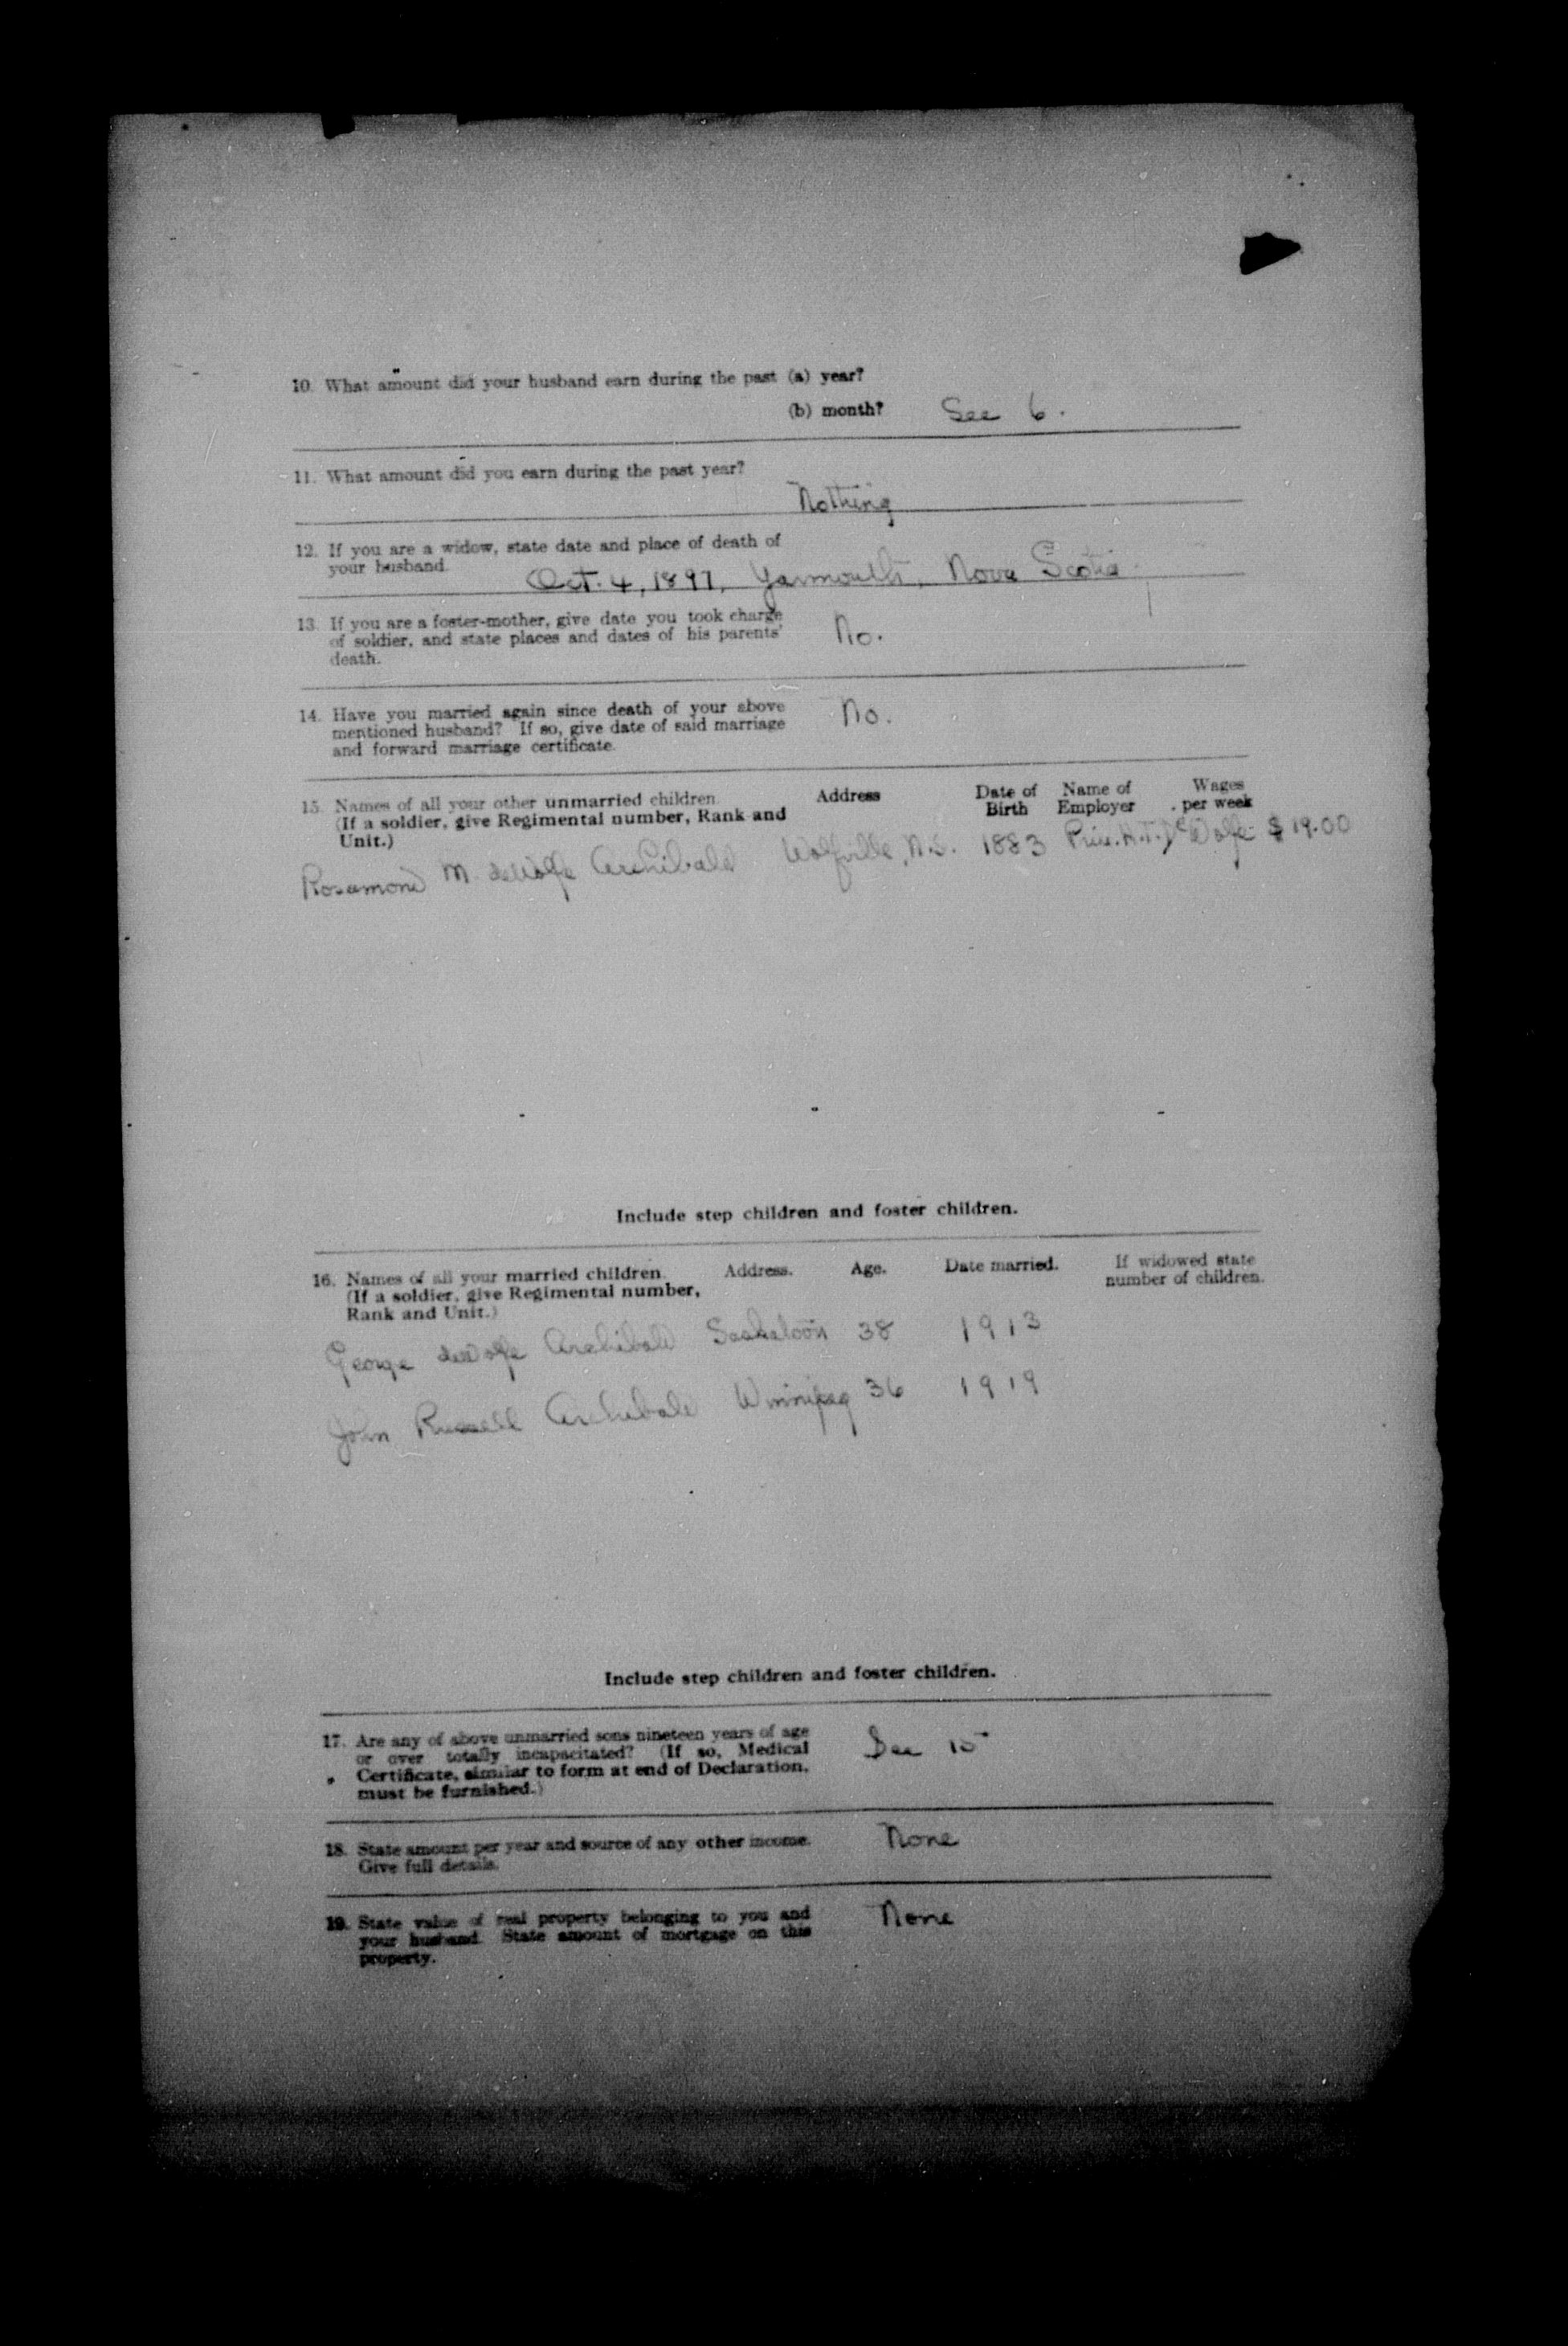 10. What amount did your husband earn during the past (a) year?
(b) month? See 6.
11. What amount did you earn during the past year?
Nothing
12. If you are a widow, state date and place of death of
your husband.
Oct. 4, 1897, Yarmouth, Nova Scotia.
13. If you are a foster-mother, give date you took charge
of soldier, and state places and dates of his parents'
death.
No.
14. Have you married again since death of your above
mentioned husband? If so, give date of said marriage
and forward marriage certificate.
No.
15. Names of all your other unmarried children. Address Date of Birth Name of Employer Wages per week
(If a soldier, give Regimental number, Rank and
Unit.)
Rosamond M. deWolfe Archibald Wolfville, N.S. 1883 Prin. H.T. DeWolfe $19.00
Include step children and foster children.
16. Names of all your married children. Address. Age. Date married. If widowed state number of children.
(If a soldier, give Regimental number,
Rank and Unit.)
George deWolfe Archibald Saskatoon 38 1913
John Russell Archibald Winnipeg 36 1919
Include step children and foster children.
17. Are any of above unmarried sons nineteen years of age
or over totally incapacitated? (If so, Medical
Certificate, similar to form at end of Declaration,
must be furnished.)
See 15
18. State amount per year and source of any other income.
Give full details.
None
19. State value of real property belonging to you and
your husband. State amount of mortgage on this
property.
None